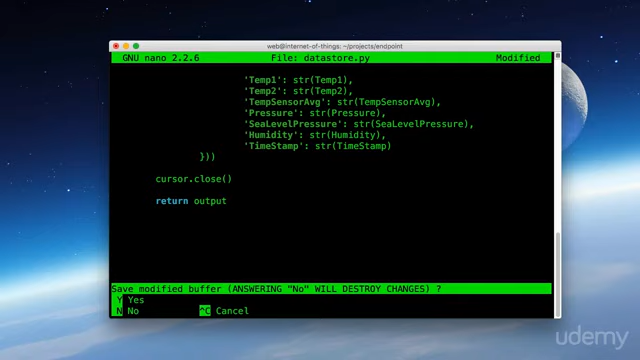 web@internet-of-things: ~/projects/endpoint
GNU nano 2.2.6 File: datastore.py Modified
'Temp1': str(Temp1),
'Temp2': str(Temp2),
'TempSensorAvg': str(TempSensorAvg),
'Pressure': str(Pressure),
'SeaLevelPressure': str(SeaLevelPressure),
'Humidity': str(Humidity),
'TimeStamp': str(TimeStamp)
}))
cursor.close()
return output
Save modified buffer (ANSWERING "No" WILL DESTROY CHANGES) ?
Y Yes
N No ^C Cancel
udemy